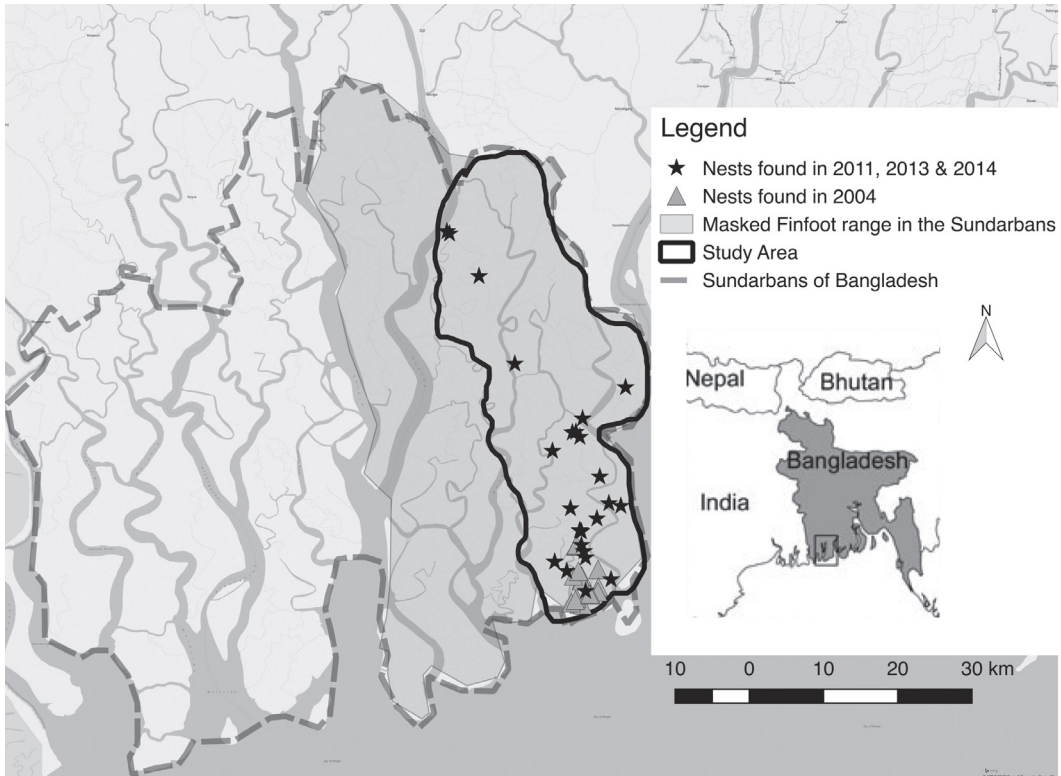 Legend
Nests found in 2011, 2013 & 2014
Nests found in 2004
Masked Finfoot range in the Sundarbans
Study Area
Sundarbans of Bangladesh
N
Nepal
Bhutan
Bangladesh
India
10 0 10 20 30 km